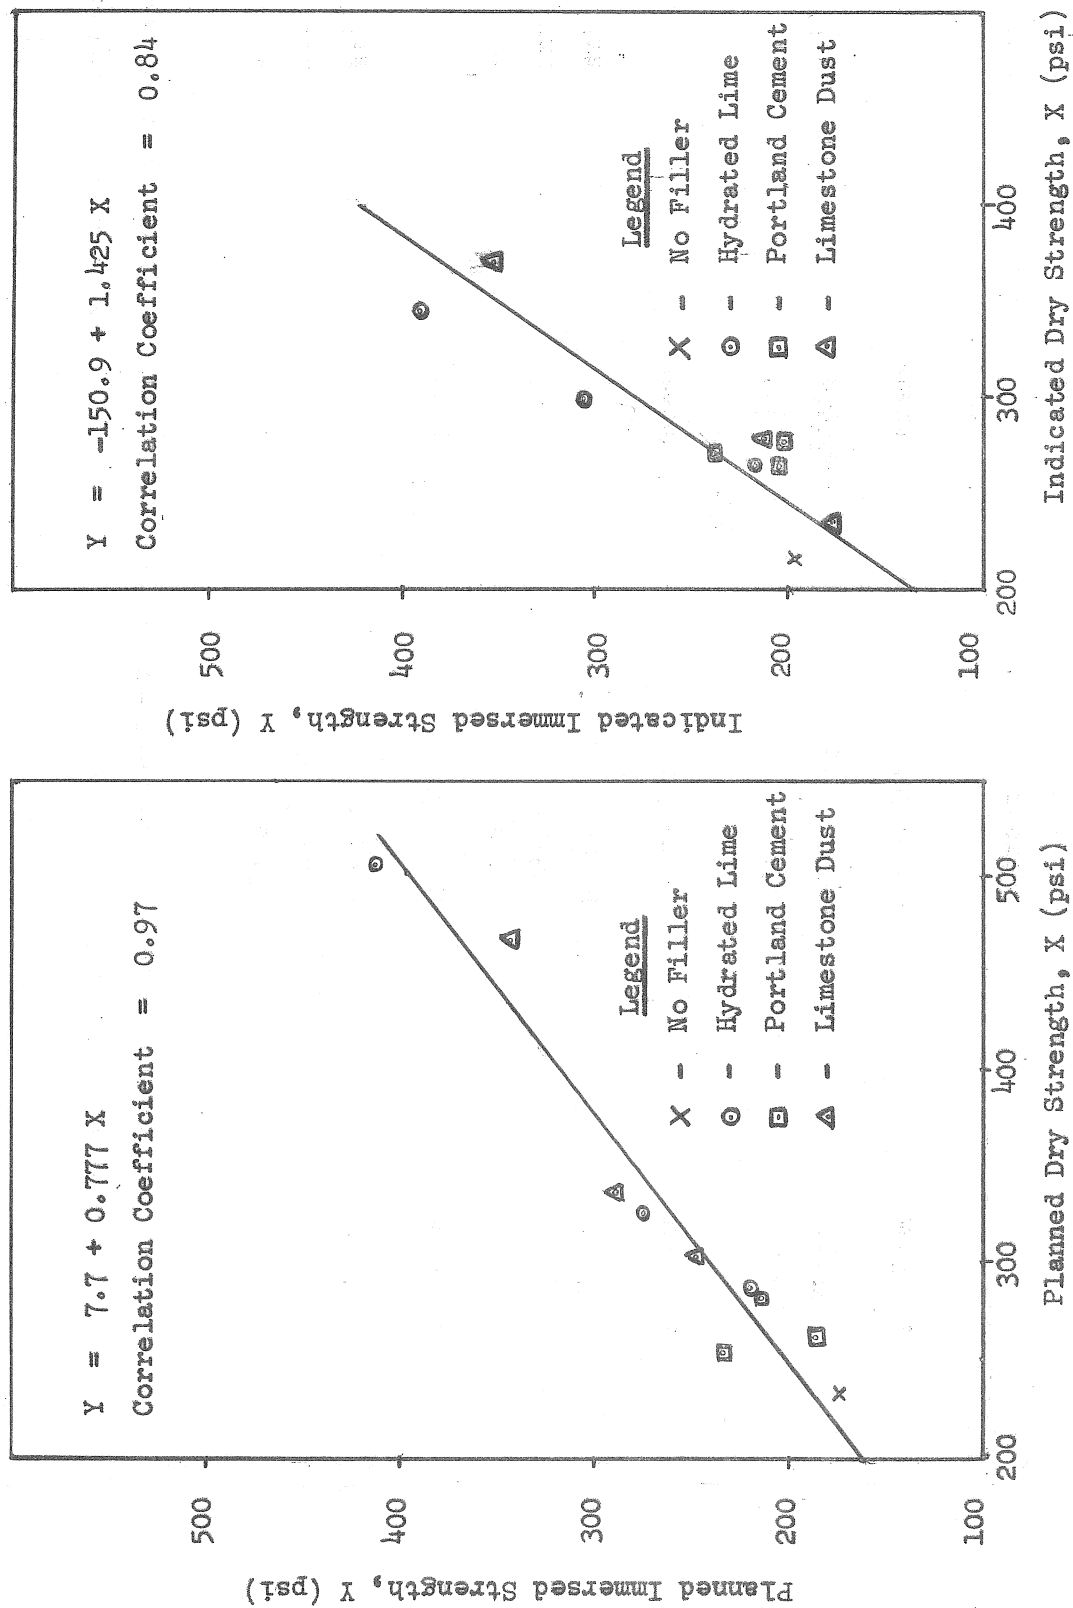 Y = 7.7 + 0.777 X
Correlation Coefficient = 0.97
500
400
300
200
100
Planned Immersed Strength, Y (psi)
Legend
X - No Filler
- Hydrated Lime
- Portland Cement
- Limestone Dust
200
300
400
500
Planned Dry Strength, X (psi)
Y = -150.9 + 1.425 X
Correlation Coefficient = 0.84
500
400
300
200
100
Indicated Immersed Strength, Y (psi)
Legend
X - No Filler
- Hydrated Lime
- Portland Cement
- Limestone Dust
200
300
400
Indicated Dry Strength, X (psi)